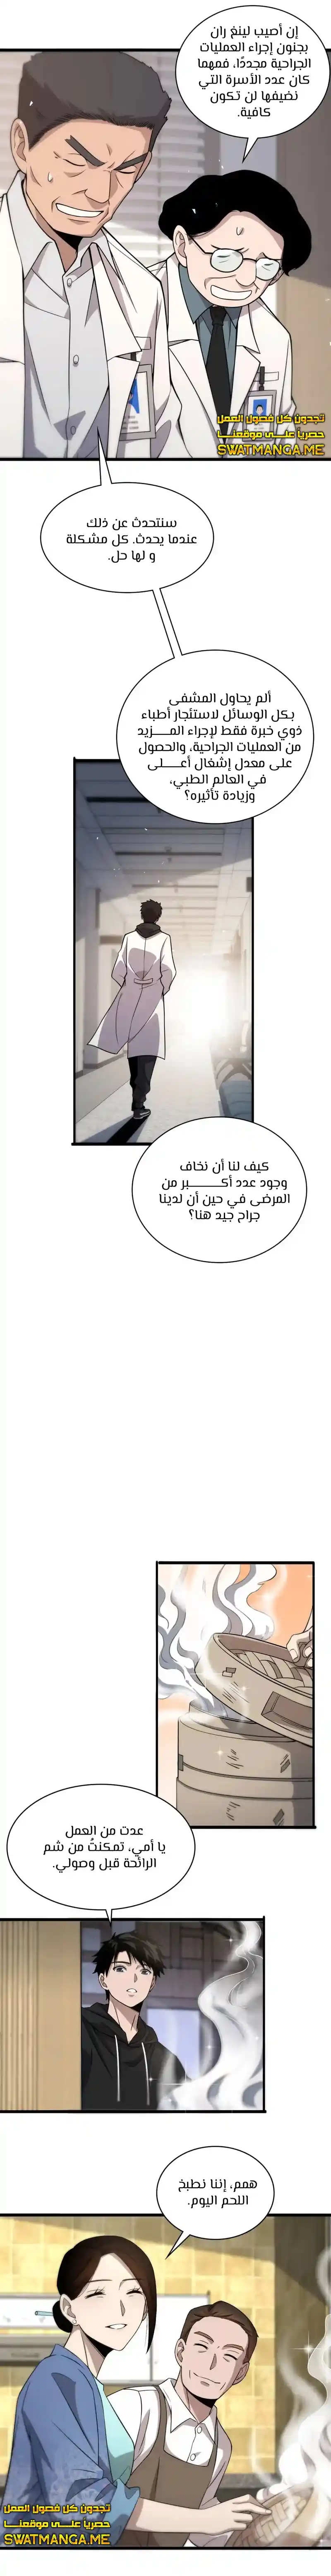 إن أصيب لينغ ران
بجنون إجراء العمليات
الجراحية مجددًا، فمهما
كان عدد الأسرة التي
نضيفها لن تكون
كافية.
تجدون كل فصول العمل
حصرياً على موقعنا
SWATMANGA.ME
سنتحدث عن ذلك
عندما يحدث. كل مشكلة
و لها حل.
ألم يحاول المشفى
بكل الوسائل لاستئجار أطباء
ذوي خبرة فقط لإجراء المـــزيد
من العمليات الجراحية، والحصول
على معدل إشغال أعـــلى
في العالم الطبي،
وزيادة تأثيره؟
كيف لنا أن نخاف
وجود عدد أكـــبر من
المرضى في حين أن لدينا
جراح جيد هنا؟
عدت من العمل
يا أمي، تمكنتُ من شم
الرائحة قبل وصولي.
همم، إننا نطبخ
اللحم اليوم.
تجدون كل فصول العمل
حصريا على موقعنا
SWATMANGA.ME